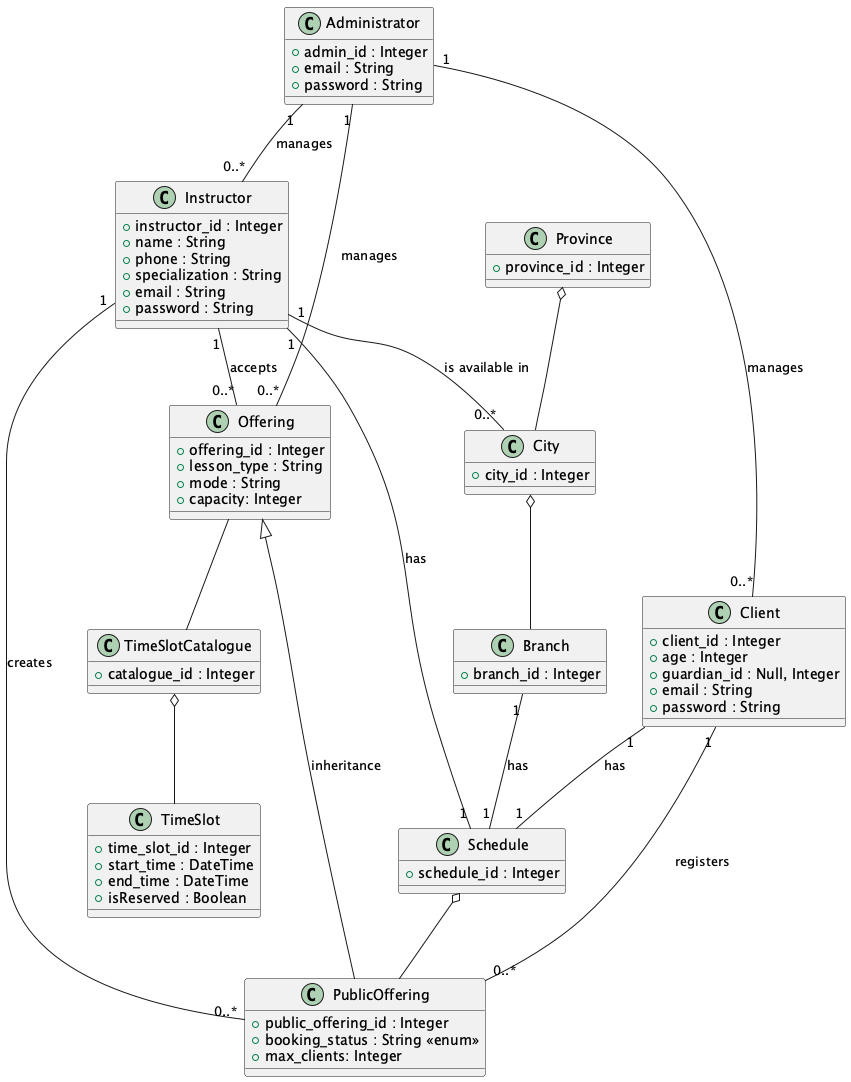 C Administrator
admin_id : Integer
email : String
password : String
1
1
1
manages
0..*
C Instructor
instructor_id : Integer
name : String
phone : String
specialization : String
email : String
password : String
C Province
province_id : Integer
manages
1
1
1
1
accepts
is available in
manages
0..*
0..*
0..*
C Offering
offering_id : Integer
lesson_type : String
mode : String
capacity: Integer
C City
city_id : Integer
has
0..*
C TimeSlotCatalogue
catalogue_id : Integer
C Branch
branch_id : Integer
C Client
client_id : Integer
age : Integer
guardian_id : Null, Integer
email : String
password : String
creates
1
1
1
inheritance
has
has
1
1
1
C TimeSlot
time_slot_id : Integer
start_time : DateTime
end_time : DateTime
isReserved : Boolean
C Schedule
schedule_id : Integer
registers
0..*
0..*
C PublicOffering
public_offering_id : Integer
booking_status : String «enum»
max_clients: Integer